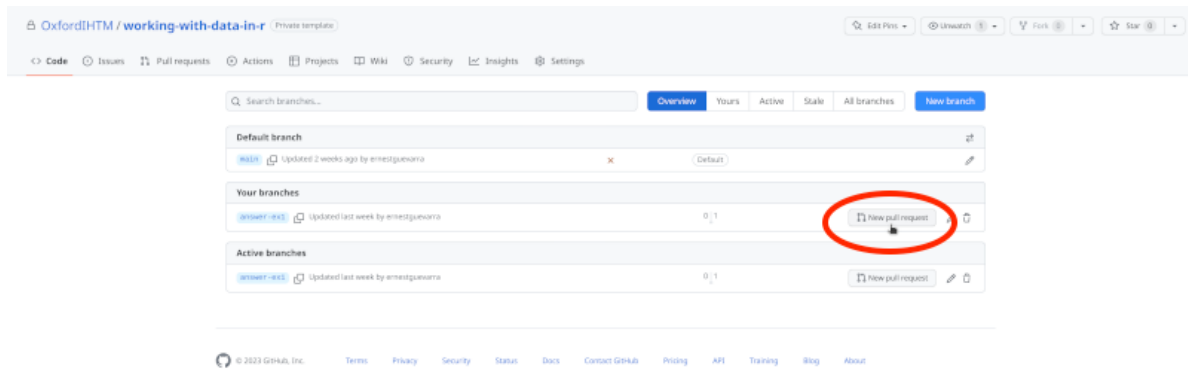 OxfordIHTM / working-with-data-in-r Private template Edit Pins Unwatch 1 Fork 0 Star 0
Code Issues Pull requests Actions Projects Wiki Security Insights Settings
Search branches... Overview Yours Active Stale All branches New branch
Default branch
main Updated 2 weeks ago by ernestguevarra Default
Your branches
answer-ex1 Updated last week by ernestguevarra 0 1 New pull request
Active branches
answer-ex1 Updated last week by ernestguevarra 0 1 New pull request
© 2023 GitHub, Inc. Terms Privacy Security Status Docs Contact GitHub Pricing API Training Blog About